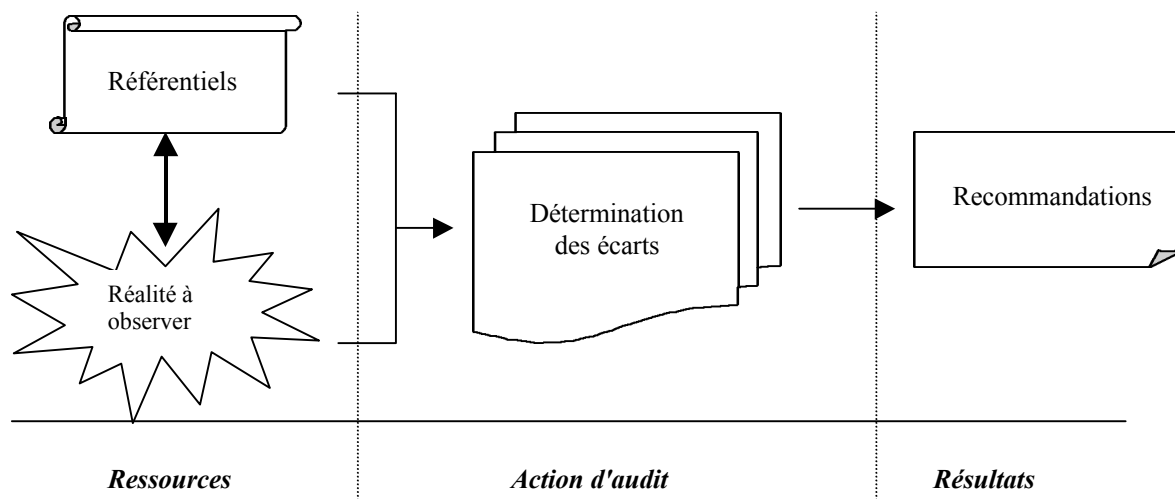 Référentiels
Réalité à
observer
Détermination
des écarts
Recommandations
Ressources
Action d'audit
Résultats